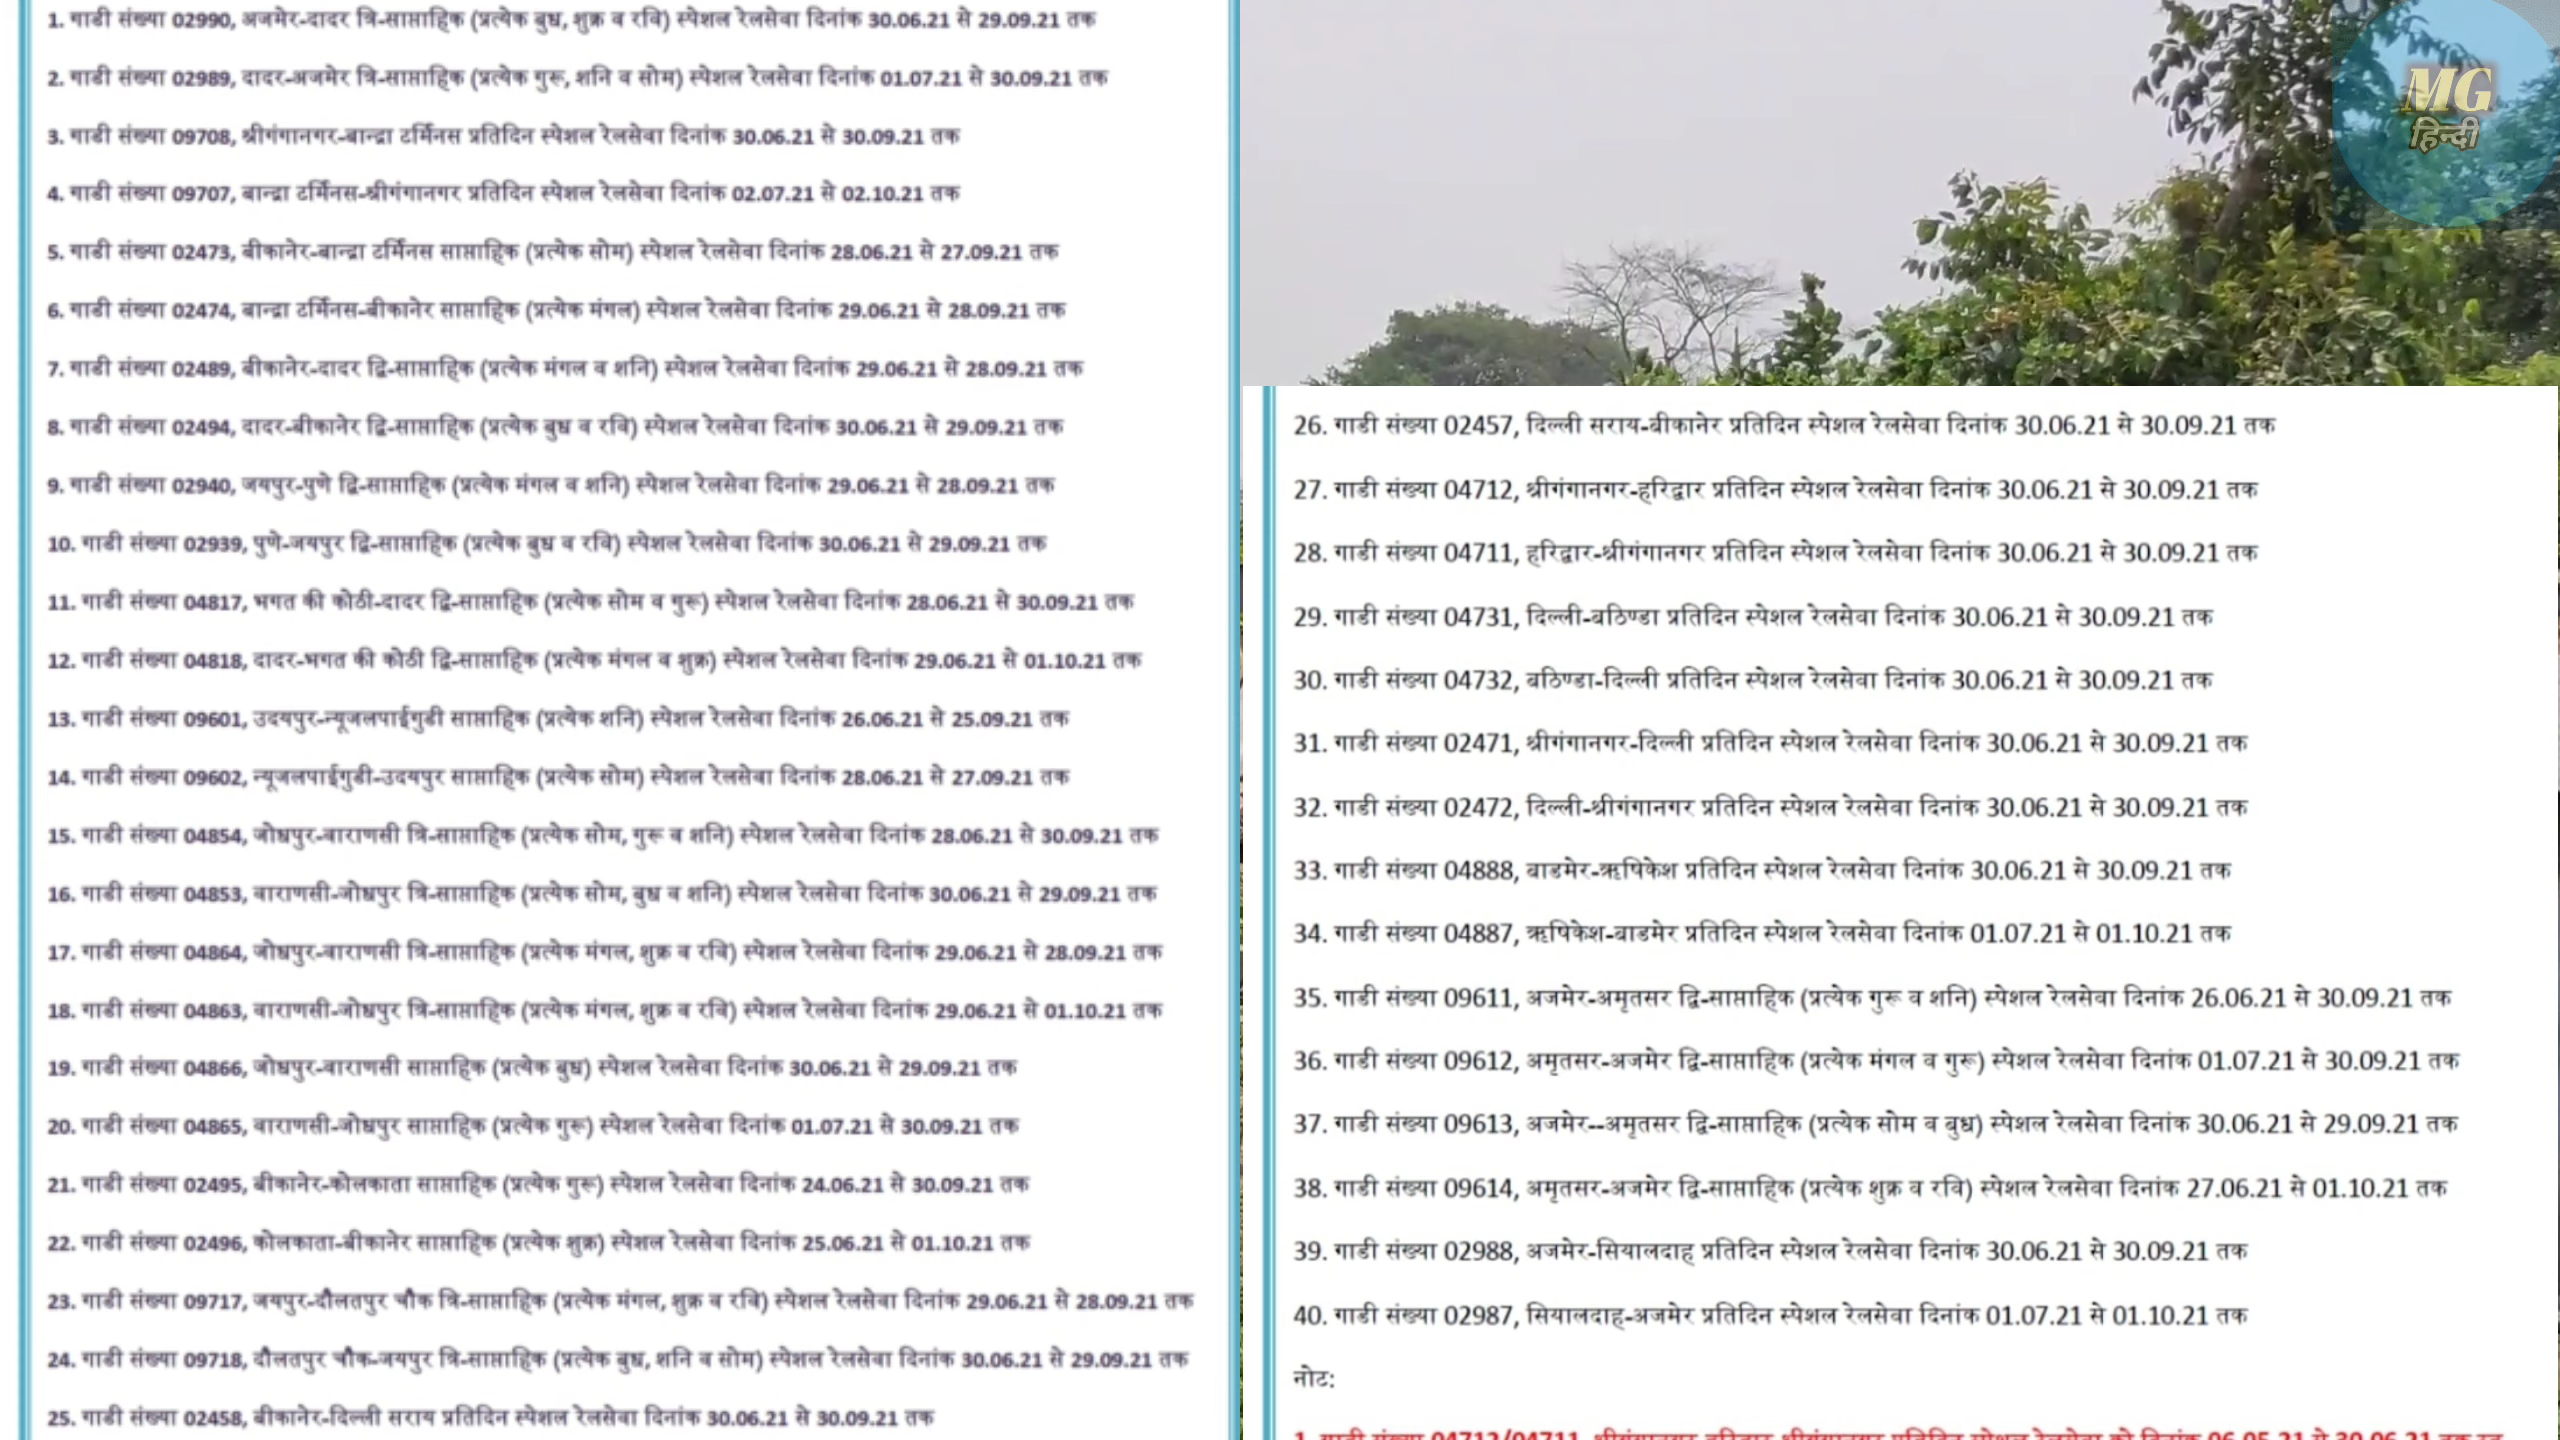 1. गाडी संख्या 02990, अजमेर-दादर त्रि-साप्ताहिक (प्रत्येक बुध, शुक्र व रवि) स्पेशल रेलसेवा दिनांक 30.06.21 से 29.09.21 तक
2. गाडी संख्या 02989, दादर-अजमेर त्रि-साप्ताहिक (प्रत्येक गुरू, शनि व सोम) स्पेशल रेलसेवा दिनांक 01.07.21 से 30.09.21 तक
3. गाडी संख्या 09708, श्रीगंगानगर-बान्द्रा टर्मिनस प्रतिदिन स्पेशल रेलसेवा दिनांक 30.06.21 से 30.09.21 तक
4. गाडी संख्या 09707, बान्द्रा टर्मिनस-श्रीगंगानगर प्रतिदिन स्पेशल रेलसेवा दिनांक 02.07.21 से 02.10.21 तक
5. गाडी संख्या 02473, बीकानेर-बान्द्रा टर्मिनस साप्ताहिक (प्रत्येक सोम) स्पेशल रेलसेवा दिनांक 28.06.21 से 27.09.21 तक
6. गाडी संख्या 02474, बान्द्रा टर्मिनस-बीकानेर साप्ताहिक (प्रत्येक मंगल) स्पेशल रेलसेवा दिनांक 29.06.21 से 28.09.21 तक
7. गाडी संख्या 02489, बीकानेर-दादर द्वि-साप्ताहिक (प्रत्येक मंगल व शनि) स्पेशल रेलसेवा दिनांक 29.06.21 से 28.09.21 तक
8. गाडी संख्या 02494, दादर-बीकानेर द्वि-साप्ताहिक (प्रत्येक बुध व रवि) स्पेशल रेलसेवा दिनांक 30.06.21 से 29.09.21 तक
9. गाडी संख्या 02940, जयपुर-पुणे द्वि-साप्ताहिक (प्रत्येक मंगल व शनि) स्पेशल रेलसेवा दिनांक 29.06.21 से 28.09.21 तक
10. गाडी संख्या 02939, पुणे-जयपुर द्वि-साप्ताहिक (प्रत्येक बुध व रवि) स्पेशल रेलसेवा दिनांक 30.06.21 से 29.09.21 तक
11. गाडी संख्या 04817, भगत की कोठी-दादर द्वि-साप्ताहिक (प्रत्येक सोम व गुरू) स्पेशल रेलसेवा दिनांक 28.06.21 से 30.09.21 तक
12. गाडी संख्या 04818, दादर-भगत की कोठी द्वि-साप्ताहिक (प्रत्येक मंगल व शुक्र) स्पेशल रेलसेवा दिनांक 29.06.21 से 01.10.21 तक
13. गाडी संख्या 09601, उदयपुर-न्यूजलपाईगुडी साप्ताहिक (प्रत्येक शनि) स्पेशल रेलसेवा दिनांक 26.06.21 से 25.09.21 तक
14. गाडी संख्या 09602, न्यूजलपाईगुडी-उदयपुर साप्ताहिक (प्रत्येक सोम) स्पेशल रेलसेवा दिनांक 28.06.21 से 27.09.21 तक
15. गाडी संख्या 04854, जोधपुर-वाराणसी त्रि-साप्ताहिक (प्रत्येक सोम, गुरू व शनि) स्पेशल रेलसेवा दिनांक 28.06.21 से 30.09.21 तक
16. गाडी संख्या 04853, वाराणसी-जोधपुर त्रि-साप्ताहिक (प्रत्येक सोम, बुध व शनि) स्पेशल रेलसेवा दिनांक 30.06.21 से 29.09.21 तक
17. गाडी संख्या 04864, जोधपुर-वाराणसी त्रि-साप्ताहिक (प्रत्येक मंगल, शुक्र व रवि) स्पेशल रेलसेवा दिनांक 29.06.21 से 28.09.21 तक
18. गाडी संख्या 04863, वाराणसी-जोधपुर त्रि-साप्ताहिक (प्रत्येक मंगल, शुक्र व रवि) स्पेशल रेलसेवा दिनांक 29.06.21 से 01.10.21 तक
19. गाडी संख्या 04866, जोधपुर-वाराणसी साप्ताहिक (प्रत्येक बुध) स्पेशल रेलसेवा दिनांक 30.06.21 से 29.09.21 तक
20. गाडी संख्या 04865, वाराणसी-जोधपुर साप्ताहिक (प्रत्येक गुरू) स्पेशल रेलसेवा दिनांक 01.07.21 से 30.09.21 तक
21. गाडी संख्या 02495, बीकानेर-कोलकाता साप्ताहिक (प्रत्येक गुरू) स्पेशल रेलसेवा दिनांक 24.06.21 से 30.09.21 तक
22. गाडी संख्या 02496, कोलकाता-बीकानेर साप्ताहिक (प्रत्येक शुक्र) स्पेशल रेलसेवा दिनांक 25.06.21 से 01.10.21 तक
23. गाडी संख्या 09717, जयपुर-दौलतपुर चौक त्रि-साप्ताहिक (प्रत्येक मंगल, शुक्र व रवि) स्पेशल रेलसेवा दिनांक 29.06.21 से 28.09.21 तक
24. गाडी संख्या 09718, दौलतपुर चौक-जयपुर त्रि-साप्ताहिक (प्रत्येक बुध, शनि व सोम) स्पेशल रेलसेवा दिनांक 30.06.21 से 29.09.21 तक
25. गाडी संख्या 02458, बीकानेर-दिल्ली सराय प्रतिदिन स्पेशल रेलसेवा दिनांक 30.06.21 से 30.09.21 तक
MG
हिन्दी
26. गाडी संख्या 02457, दिल्ली सराय-बीकानेर प्रतिदिन स्पेशल रेलसेवा दिनांक 30.06.21 से 30.09.21 तक
27. गाडी संख्या 04712, श्रीगंगानगर-हरिद्वार प्रतिदिन स्पेशल रेलसेवा दिनांक 30.06.21 से 30.09.21 तक
28. गाडी संख्या 04711, हरिद्वार-श्रीगंगानगर प्रतिदिन स्पेशल रेलसेवा दिनांक 30.06.21 से 30.09.21 तक
29. गाडी संख्या 04731, दिल्ली-बठिण्डा प्रतिदिन स्पेशल रेलसेवा दिनांक 30.06.21 से 30.09.21 तक
30. गाडी संख्या 04732, बठिण्डा-दिल्ली प्रतिदिन स्पेशल रेलसेवा दिनांक 30.06.21 से 30.09.21 तक
31. गाडी संख्या 02471, श्रीगंगानगर-दिल्ली प्रतिदिन स्पेशल रेलसेवा दिनांक 30.06.21 से 30.09.21 तक
32. गाडी संख्या 02472, दिल्ली-श्रीगंगानगर प्रतिदिन स्पेशल रेलसेवा दिनांक 30.06.21 से 30.09.21 तक
33. गाडी संख्या 04888, बाडमेर-ऋषिकेश प्रतिदिन स्पेशल रेलसेवा दिनांक 30.06.21 से 30.09.21 तक
34. गाडी संख्या 04887, ऋषिकेश-बाडमेर प्रतिदिन स्पेशल रेलसेवा दिनांक 01.07.21 से 01.10.21 तक
35. गाडी संख्या 09611, अजमेर-अमृतसर द्वि-साप्ताहिक (प्रत्येक गुरू व शनि) स्पेशल रेलसेवा दिनांक 26.06.21 से 30.09.21 तक
36. गाडी संख्या 09612, अमृतसर-अजमेर द्वि-साप्ताहिक (प्रत्येक मंगल व गुरू) स्पेशल रेलसेवा दिनांक 01.07.21 से 30.09.21 तक
37. गाडी संख्या 09613, अजमेर--अमृतसर द्वि-साप्ताहिक (प्रत्येक सोम व बुध) स्पेशल रेलसेवा दिनांक 30.06.21 से 29.09.21 तक
38. गाडी संख्या 09614, अमृतसर-अजमेर द्वि-साप्ताहिक (प्रत्येक शुक्र व रवि) स्पेशल रेलसेवा दिनांक 27.06.21 से 01.10.21 तक
39. गाडी संख्या 02988, अजमेर-सियालदाह प्रतिदिन स्पेशल रेलसेवा दिनांक 30.06.21 से 30.09.21 तक
40. गाडी संख्या 02987, सियालदाह-अजमेर प्रतिदिन स्पेशल रेलसेवा दिनांक 01.07.21 से 01.10.21 तक
नोट: